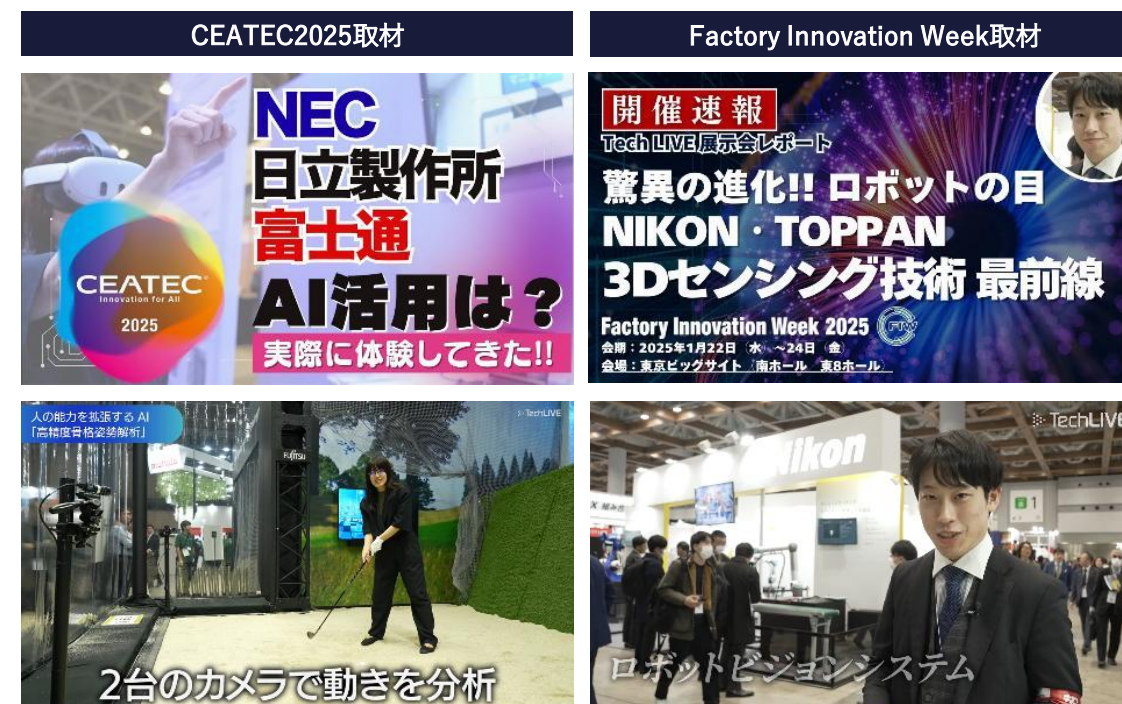 CEATEC2025取材
Factory Innovation Week取材
NEC
日立製作所
富士通
AI活用は?
実際に体験してきた!!
CEATEC
Innovation for All
2025
開催速報
Tech LIVE 展示会レポート
驚異の進化!! ロボットの目
NIKON・TOPPAN
3Dセンシング技術 最前線
Factory Innovation Week 2025
FIW
会期:2025年1月22日(水)~24日(金)
会場:東京ビッグサイト(南ホール 東8ホール)
人の能力を拡張する AI
「高精度骨格姿勢解析」
TechLIVE
FUJITSU
2台のカメラで動きを分析
TechLIVE
Nikon
1
ロボットビジョンシステム